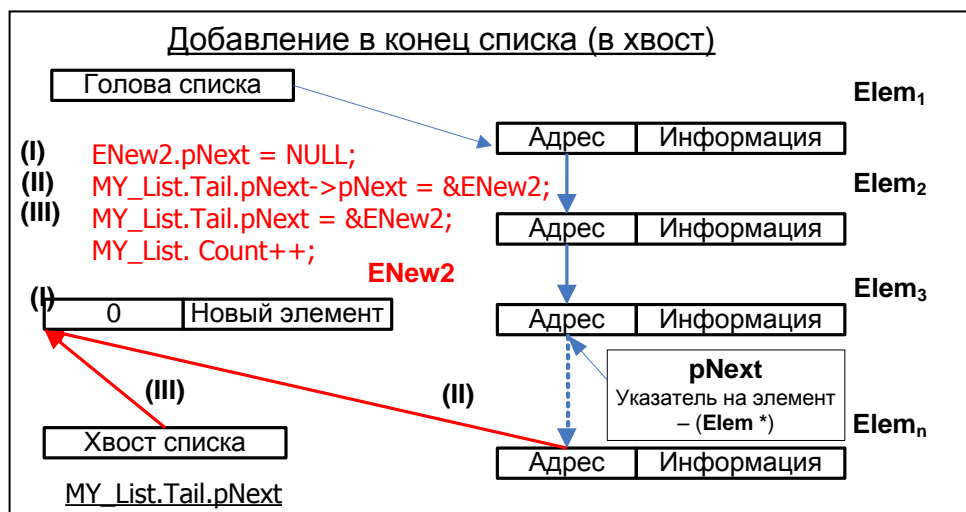 Добавление в конец списка (в хвост)
Голова списка
Elem1
Адрес Информация
(I) ENew2.pNext = NULL;
(II) MY_List.Tail.pNext->pNext = &ENew2;
(III) MY_List.Tail.pNext = &ENew2;
MY_List. Count++;
Elem2
Адрес Информация
ENew2
Elem3
(I) 0 Новый элемент
Адрес Информация
pNext
Указатель на элемент
– (Elem *)
(III)
(II)
Elemn
Хвост списка
Адрес Информация
MY_List.Tail.pNext